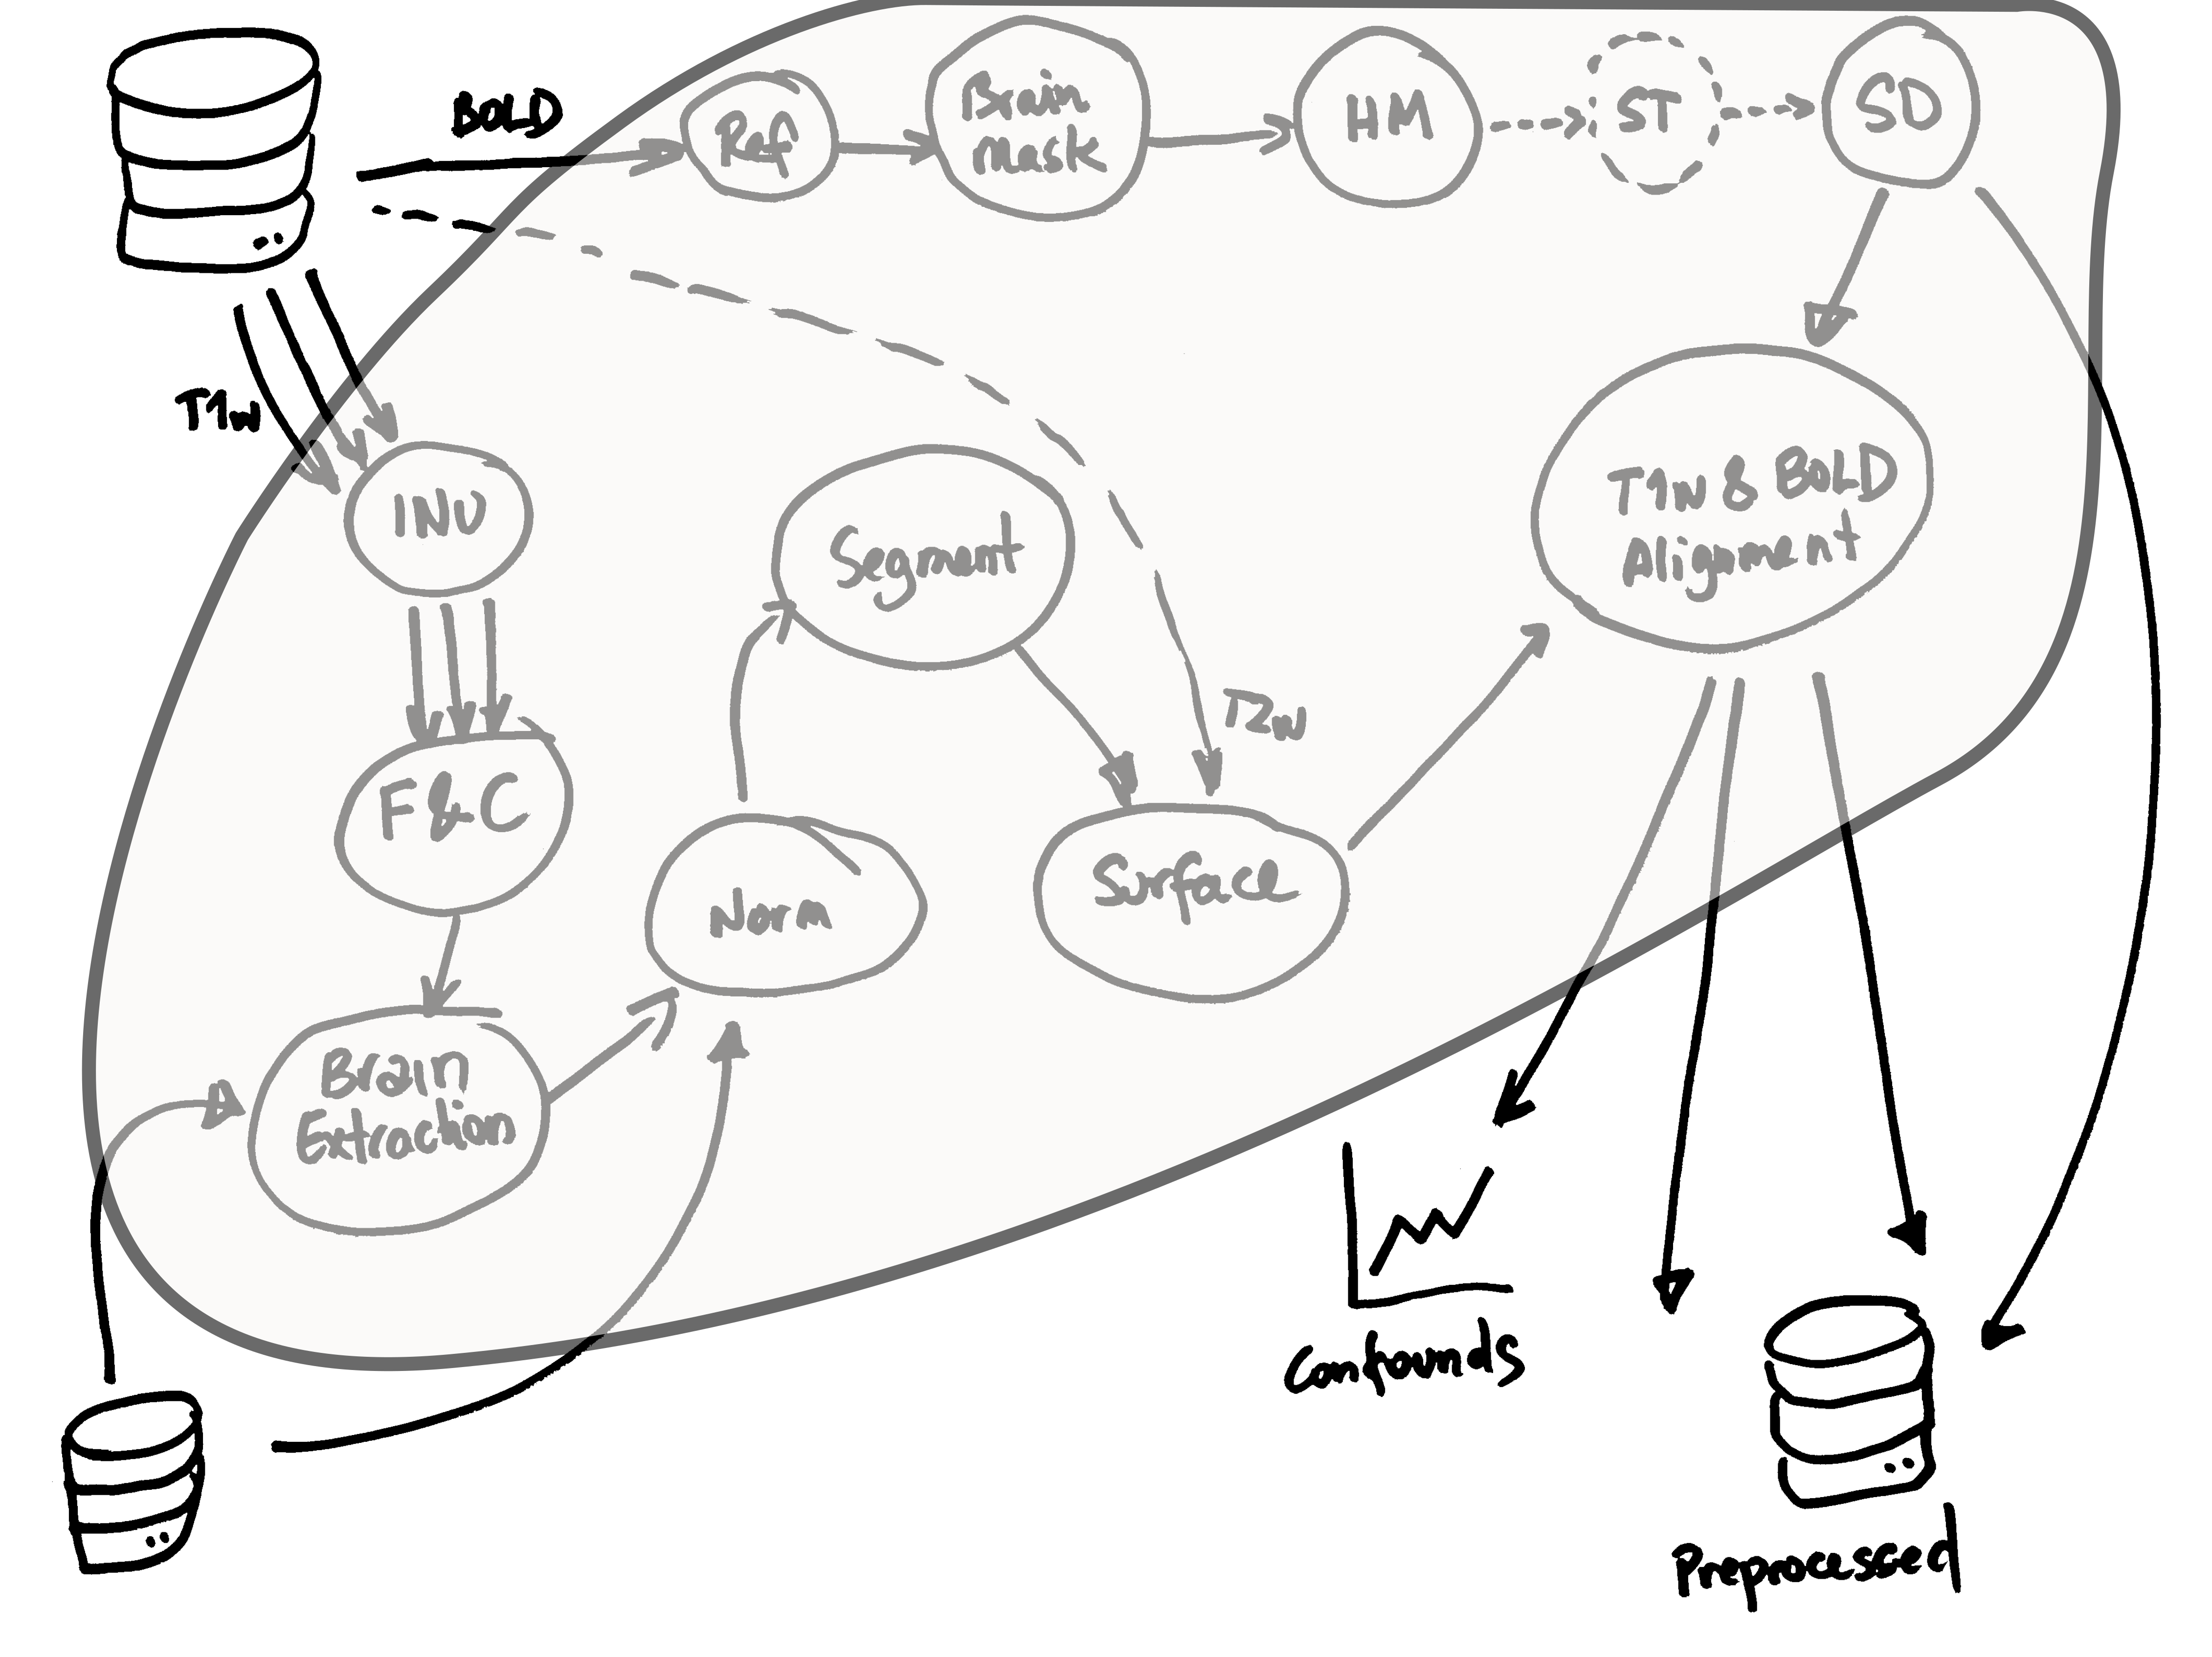 BOLD
Ref
Brain
Mask
HM
ST
SD
T1w
INU
Segment
T1w & BOLD
Alignment
T2w
F&C
Norm
Surface
Brain
Extraction
Confounds
Preprocessed